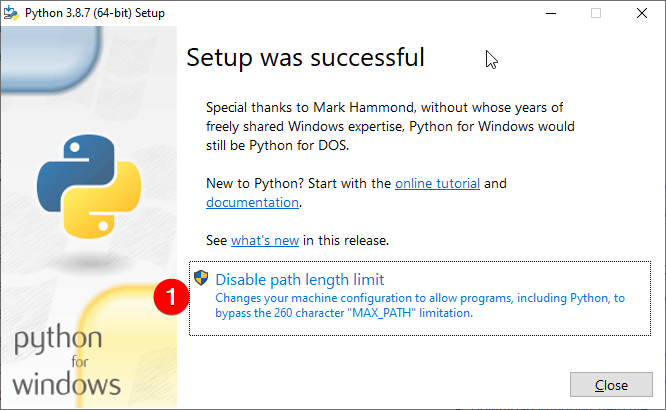 Python 3.8.7 (64-bit) Setup
Setup was successful
Special thanks to Mark Hammond, without whose years of
freely shared Windows expertise, Python for Windows would
still be Python for DOS.
New to Python? Start with the online tutorial and
documentation.
See what's new in this release.
1
Disable path length limit
Changes your machine configuration to allow programs, including Python, to
bypass the 260 character "MAX_PATH" limitation.
python
for
windows
Close